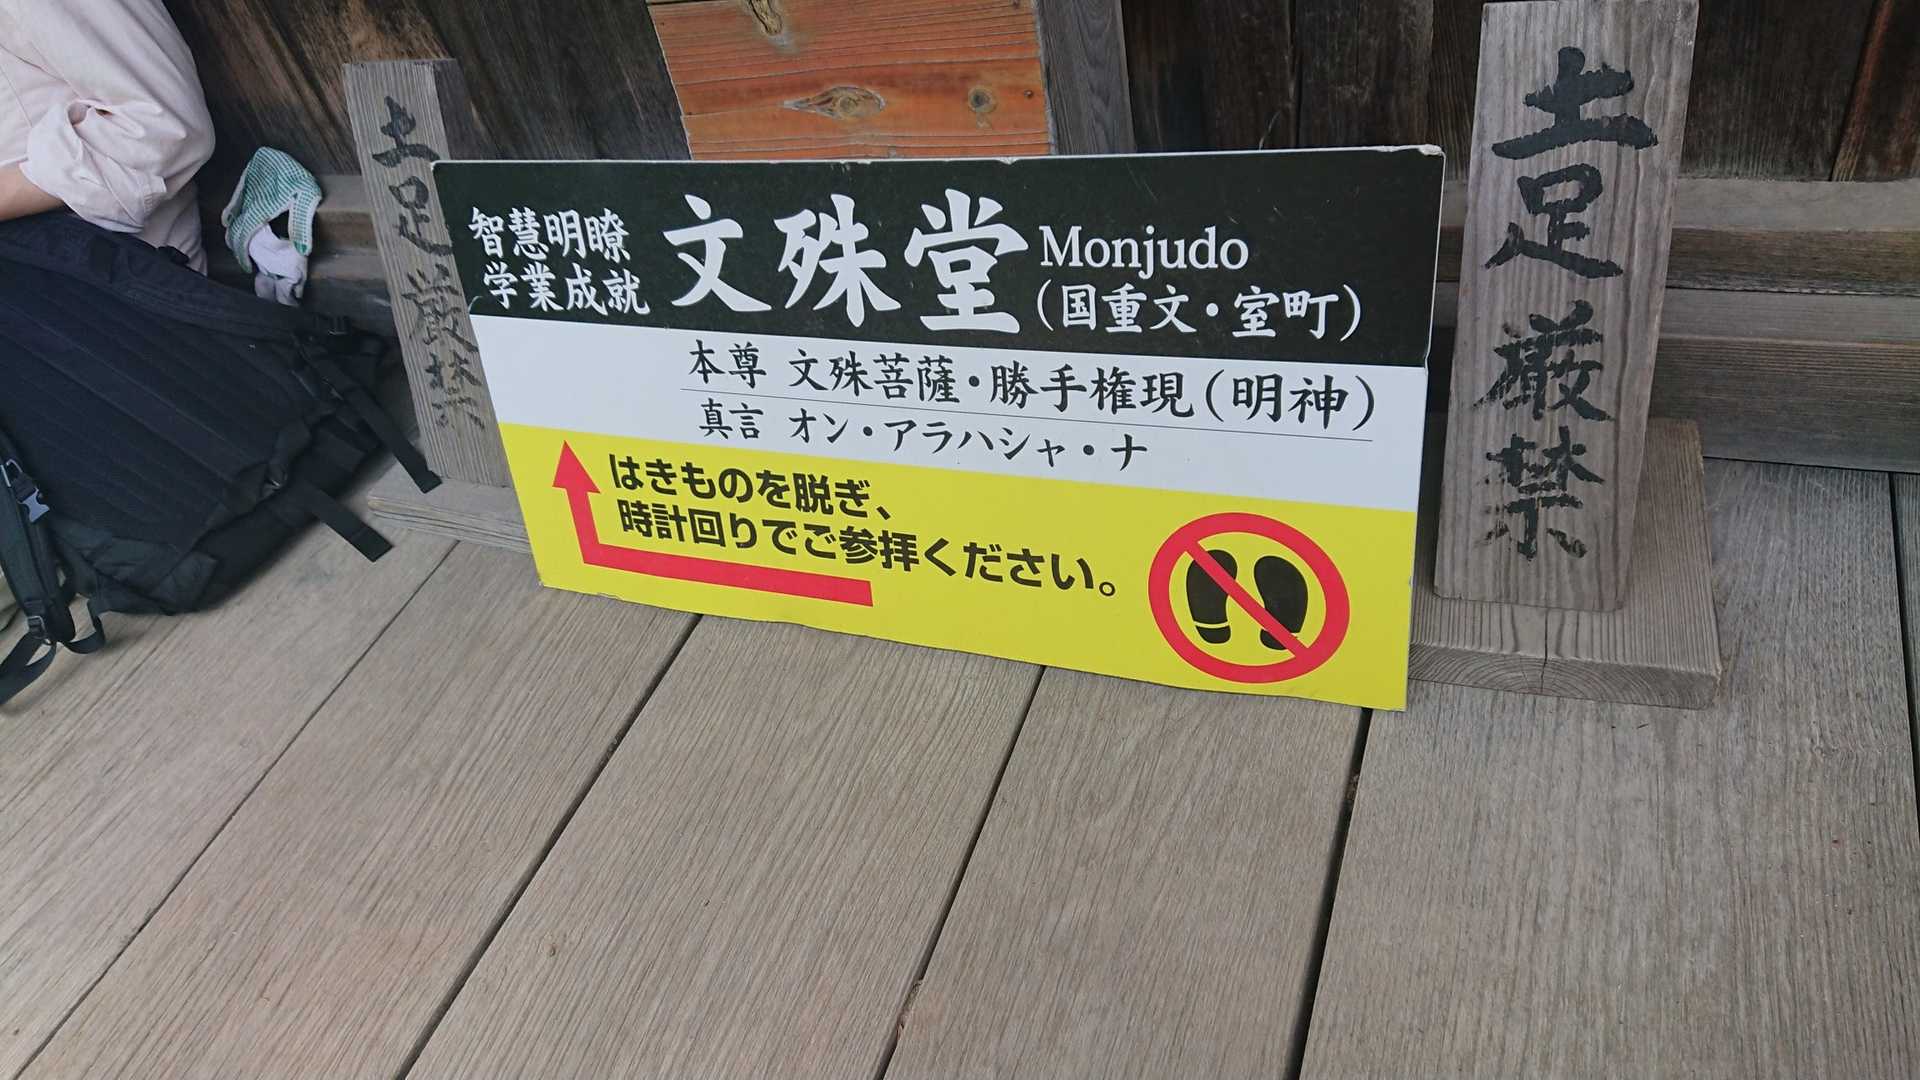 土足厳禁
智慧明瞭
学業成就
文殊堂
Monjudo
(国重文・室町)
本尊 文殊菩薩・勝手権現(明神)
真言 オン・アラハシャ・ナ
はきものを脱ぎ、
時計回りでご参拝ください。
土足厳禁